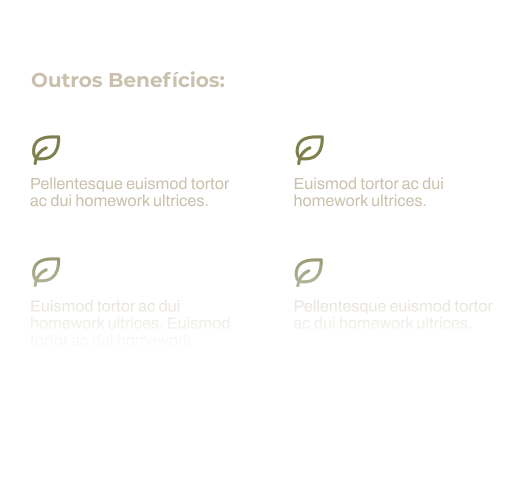 Outros Benefícios:
Pellentesque euismod tortor
ac dui homework ultrices.
Euismod tortor ac dui
homework ultrices.
Euismod tortor ac dui
homework ultrices. Euismod
tortor ac dui homework
Pellentesque euismod tortor
ac dui homework ultrices.